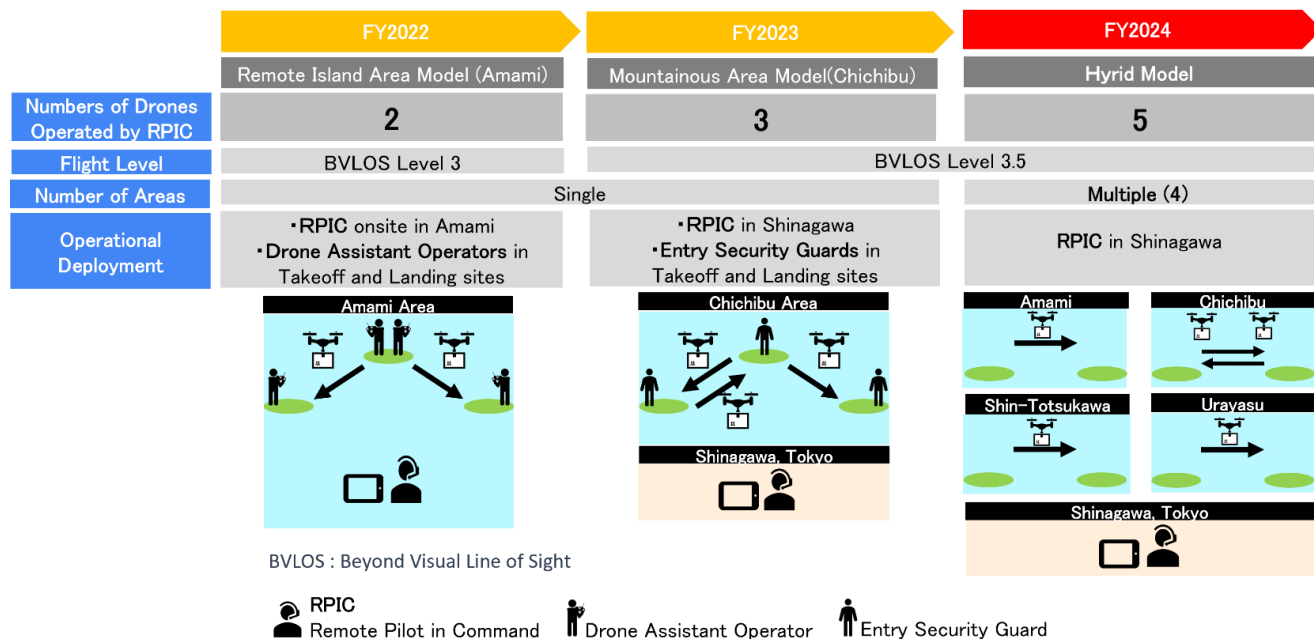 FY2022
FY2023
FY2024
Remote Island Area Model (Amami)
Mountainous Area Model(Chichibu)
Hyrid Model
Numbers of Drones
Operated by RPIC
2
3
5
Flight Level
BVLOS Level 3
BVLOS Level 3.5
Number of Areas
Single
Multiple (4)
Operational
Deployment
・RPIC onsite in Amami
・Drone Assistant Operators in
Takeoff and Landing sites
・RPIC in Shinagawa
・Entry Security Guards in
Takeoff and Landing sites
RPIC in Shinagawa
Amami Area
Chichibu Area
Shinagawa, Tokyo
Amami
Chichibu
Shin-Totsukawa
Urayasu
Shinagawa, Tokyo
BVLOS : Beyond Visual Line of Sight
RPIC
Remote Pilot in Command
Drone Assistant Operator
Entry Security Guard